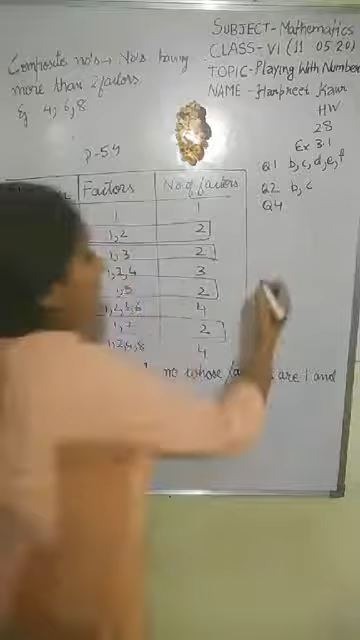 SUBJECT-Mathematics
CLASS-VI (11 05.20)
TOPIC-Playing With Number
NAME - Harpreet Kaur
Composite no's → No's having
more than 2 factors
Eg 4, 6, 8
P-54
HW
28
Ex 3.1
Q1 b, c, d, e, f
Q2 b, c
Q4
Factors No. of factors
1 1
1, 2 2
1, 3 2
1, 2, 4 3
1, 5 2
1, 2, 3, 6 4
1, 7 2
1, 2, 4, 8 4
no whose are 1 and